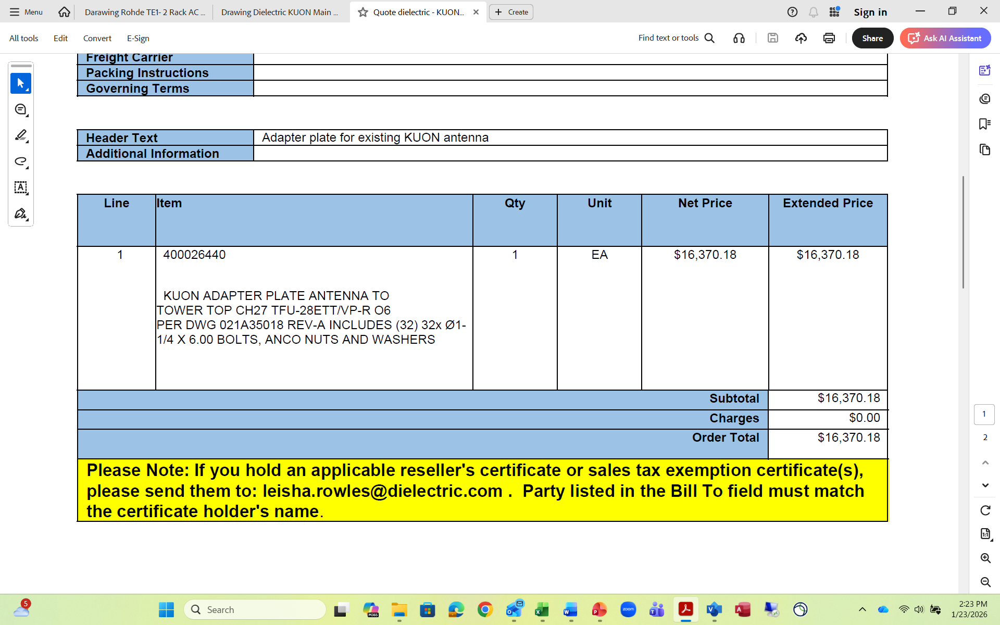 Menu
Darawing Rohde TE1- 2 Rack AC ...
Drawing Dielectric KUON Main ...
Quote dielectric - KUON...
Create
Sign in
All tools
Edit
Convert
E-Sign
Find text or tools
Share
Ask AI Assistant
Freight Carrier
Packing Instructions
Governing Terms
Header Text
Adapter plate for existing KUON antenna
Additional Information
Line
Item
Qty
Unit
Net Price
Extended Price
1
400026440
1
EA
$16,370.18
$16,370.18
KUON ADAPTER PLATE ANTENNA TO
TOWER TOP CH27 TFU-28ETT/VP-R O6
PER DWG 021A35018 REV-A INCLUDES (32) 32x Ø1-
1/4 X 6.00 BOLTS, ANCO NUTS AND WASHERS
Subtotal
$16,370.18
Charges
$0.00
Order Total
$16,370.18
Please Note: If you hold an applicable reseller's certificate or sales tax exemption certificate(s),
please send them to: leisha.rowles@dielectric.com .  Party listed in the Bill To field must match
the certificate holder's name.
1
2
5
Search
M365
zoom
2:23 PM
1/23/2026